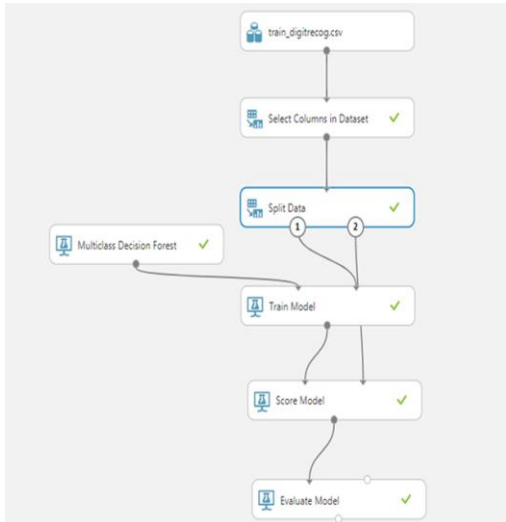 train_digitrecog.csv
Select Columns in Dataset
Split Data
1 2
Multiclass Decision Forest
Train Model
Score Model
Evaluate Model